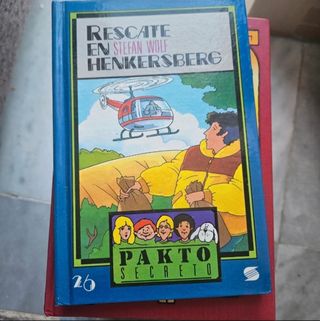 RESCATE
EN STEFAN WOLF
HENKERSBERG
PAKTO
SECRETO
26